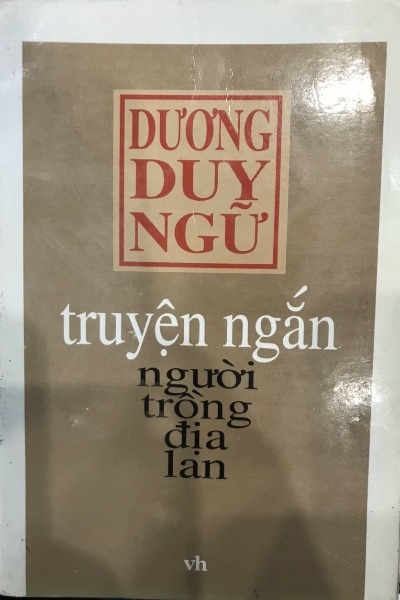 DƯƠNG
DUY
NGỮ
truyện ngắn
người
trồng
địa
lan
vh